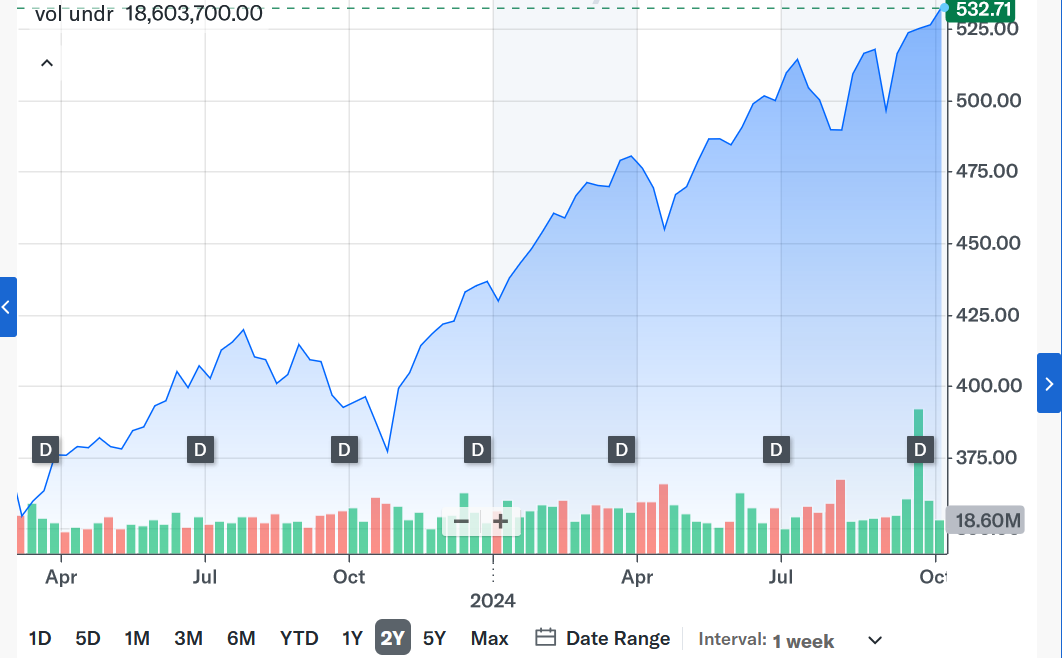 vol undr 18,603,700.00
532.71
525.00
500.00
475.00
450.00
425.00
400.00
D D D D D D D
375.00
18.60M
Apr Jul Oct Apr Jul Oct
2024
1D 5D 1M 3M 6M YTD 1Y 2Y 5Y Max Date Range Interval: 1 week